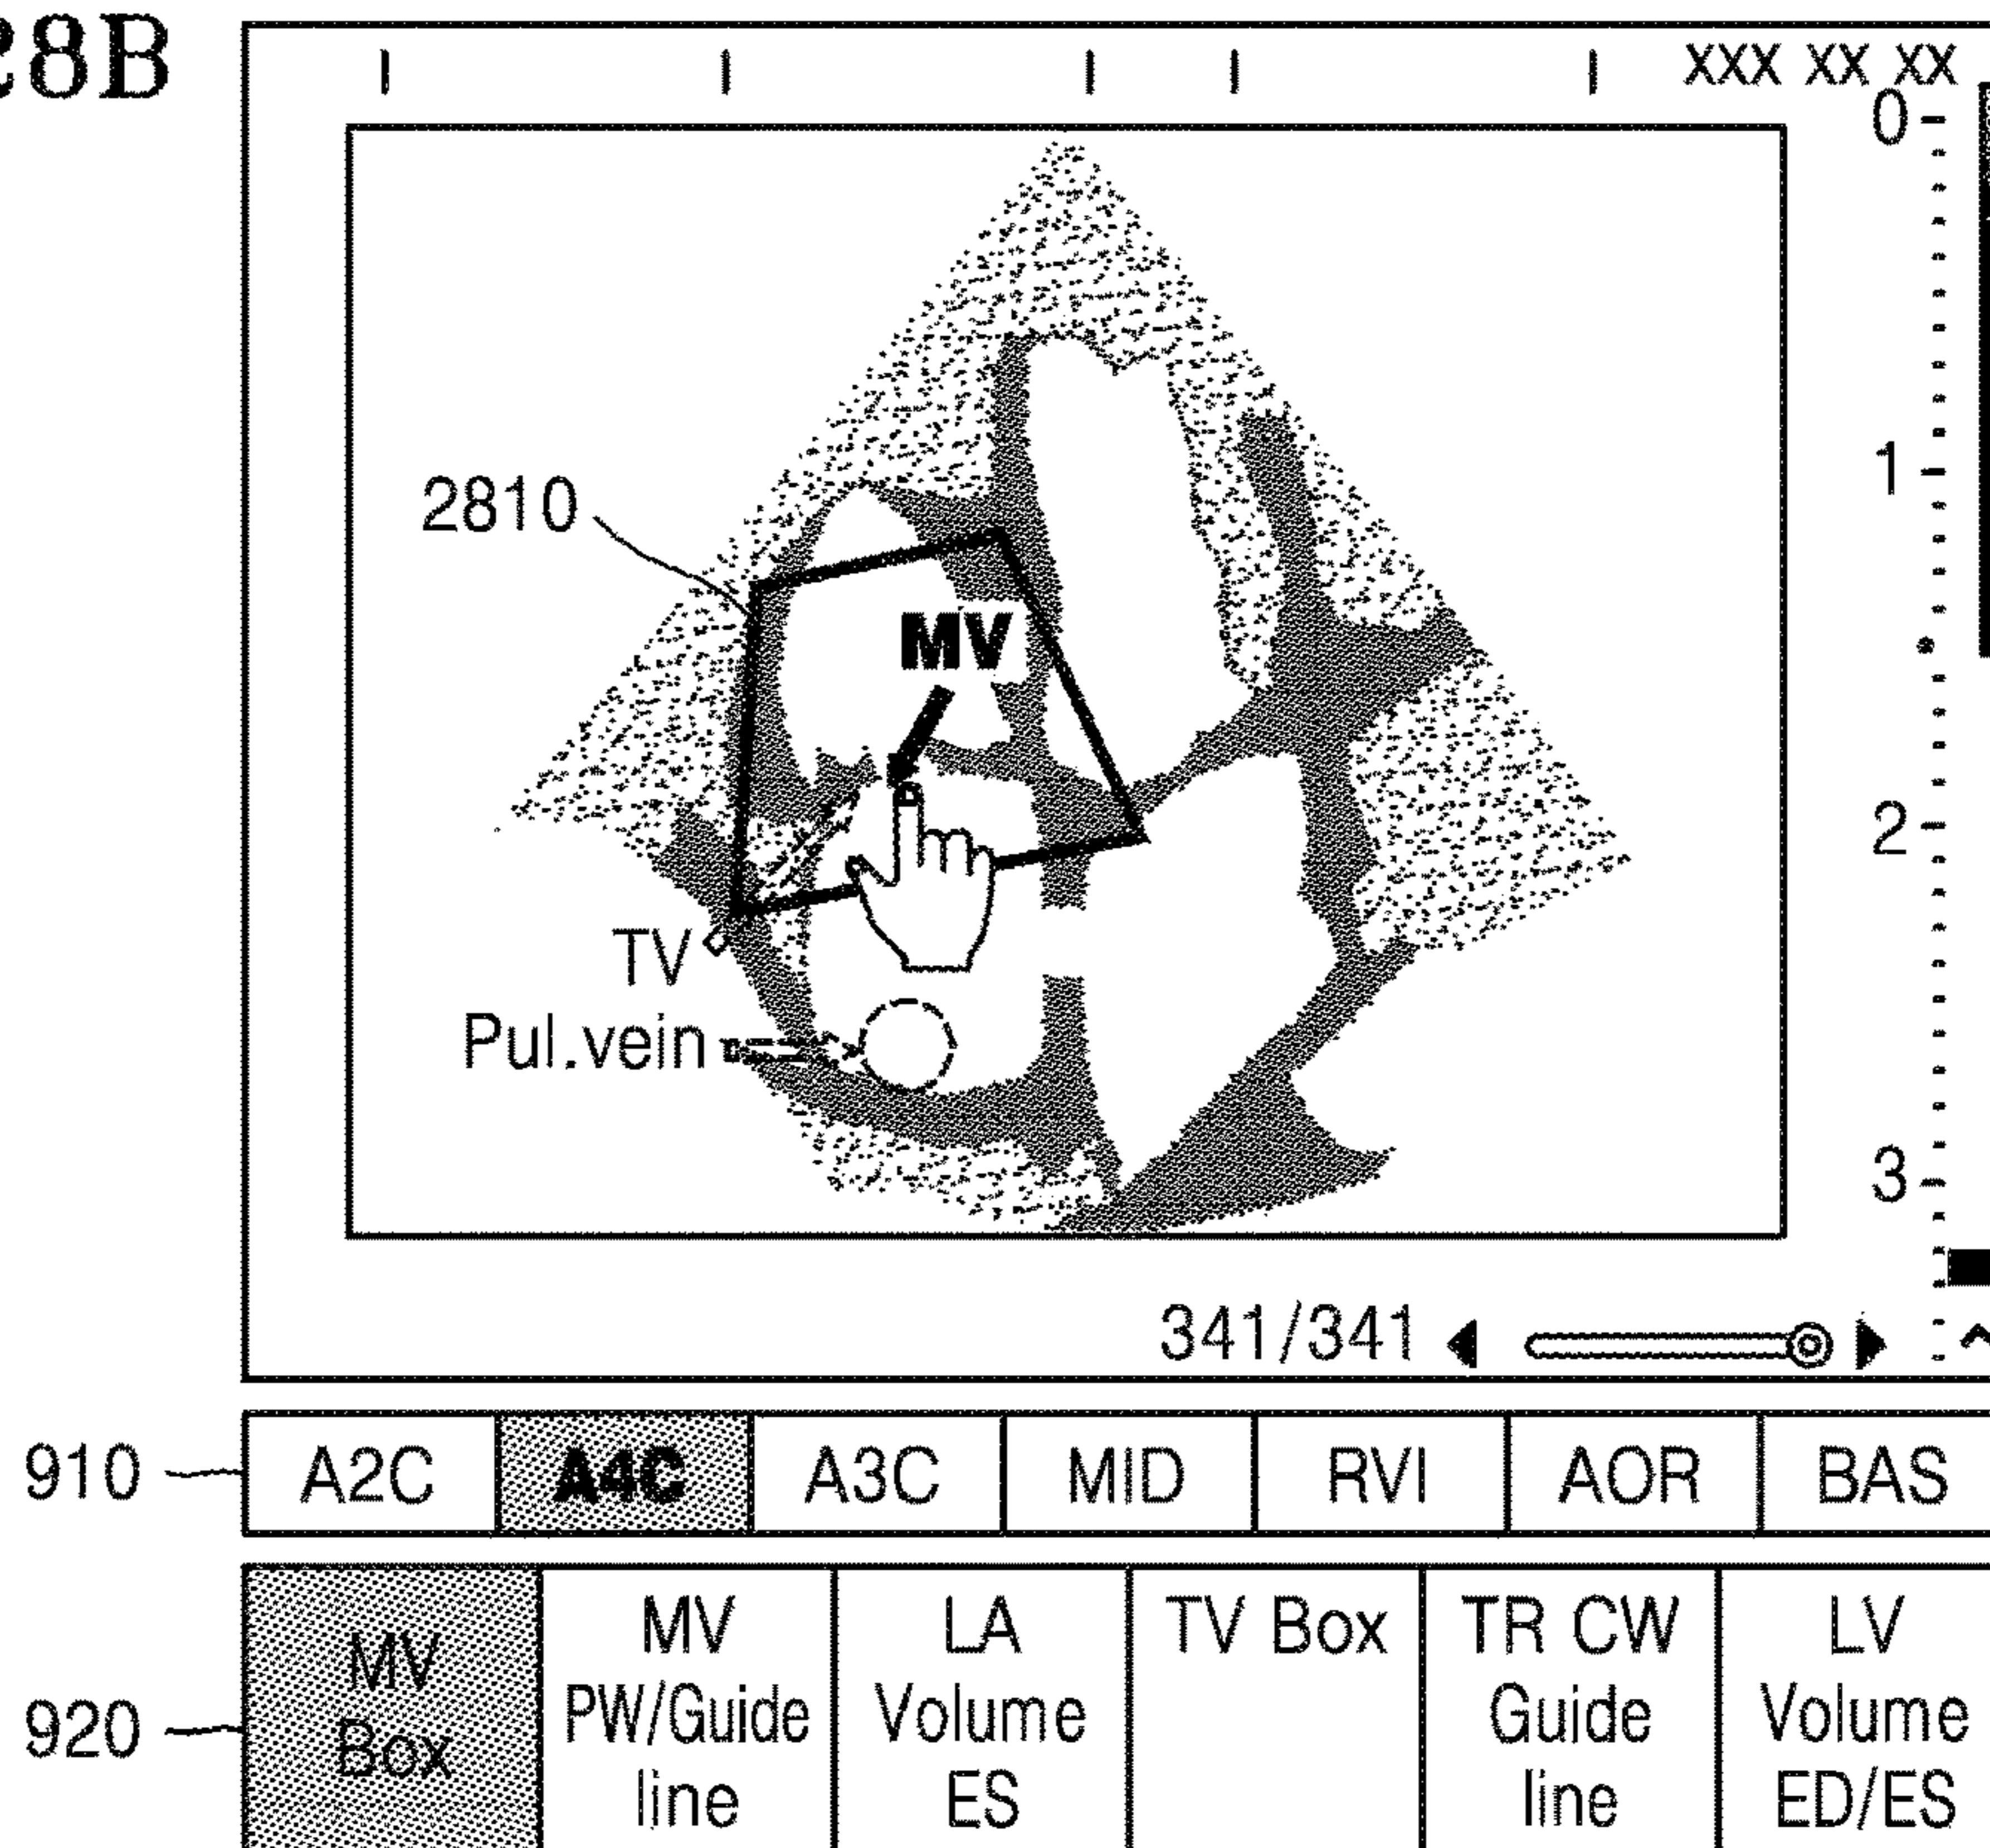 28B
XXX XX XX
0
1
2
3
2810
MV
TV
Pul.vein
341/341
910
A2C A4C A3C MID RVI AOR BAS
920
MV
Box
MV
PW/Guide
line
LA
Volume
ES
TV Box
TR CW
Guide
line
LV
Volume
ED/ES